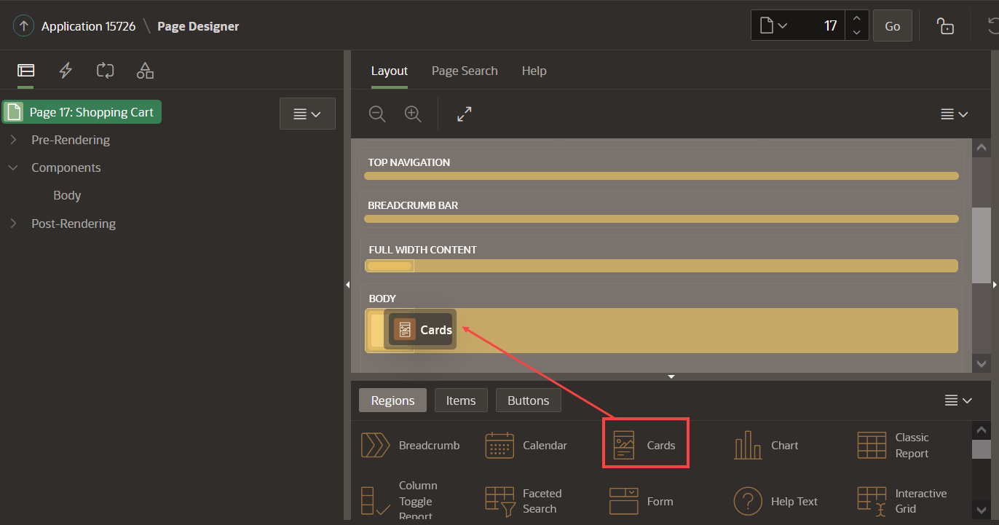 Application 15726 \ Page Designer
17
Go
Layout
Page Search
Help
Page 17: Shopping Cart
Pre-Rendering
Components
Body
Post-Rendering
TOP NAVIGATION
BREADCRUMB BAR
FULL WIDTH CONTENT
BODY
Cards
Regions
Items
Buttons
Breadcrumb
Calendar
Cards
Chart
Classic
Report
Column
Toggle
Report
Faceted
Search
Form
Help Text
Interactive
Grid